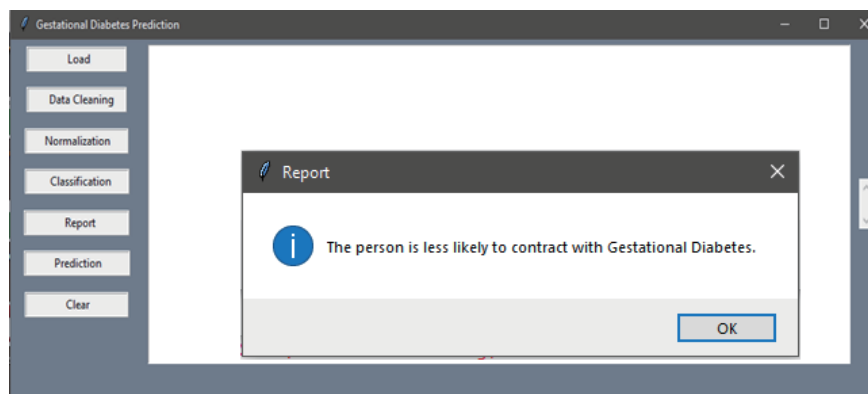 Gestational Diabetes Prediction
Load
Data Cleaning
Normalization
Classification
Report
Prediction
Clear
Report
The person is less likely to contract with Gestational Diabetes.
OK